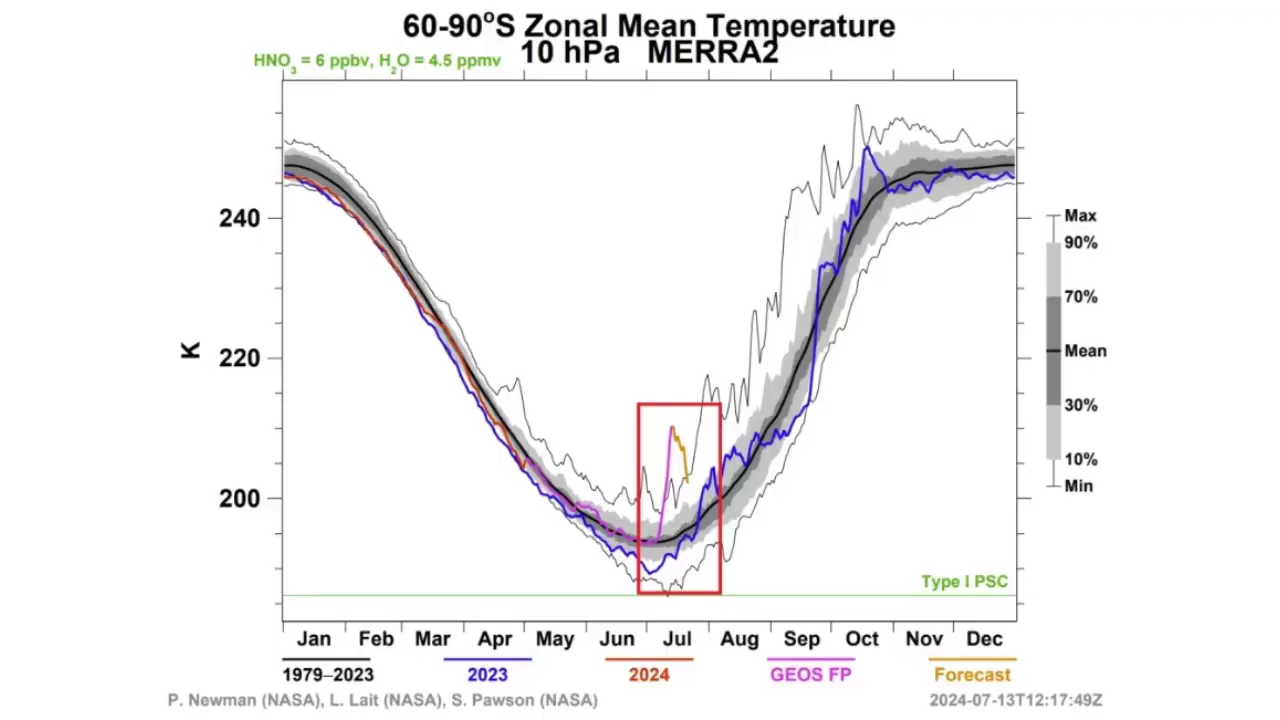 60-90°S Zonal Mean Temperature
10 hPa MERRA2
HNO₃ = 6 ppbv, H₂O = 4.5 ppmv
240
220
200
K
Max
90%
70%
Mean
30%
10%
Min
Type I PSC
Jan Feb Mar Apr May Jun Jul Aug Sep Oct Nov Dec
1979–2023 2023 2024 GEOS FP Forecast
P. Newman (NASA), L. Lait (NASA), S. Pawson (NASA) 2024-07-13T12:17:49Z